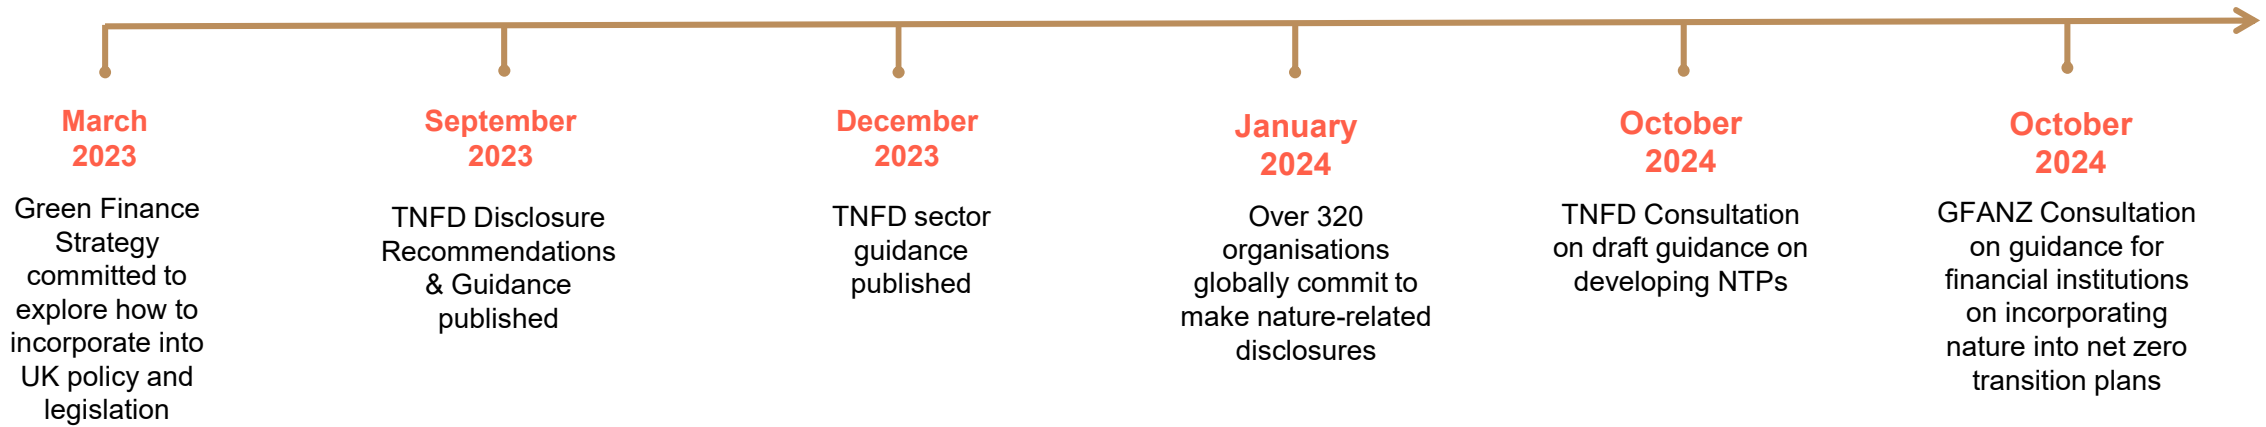 March
2023
Green Finance
Strategy
committed to
explore how to
incorporate into
UK policy and
legislation
September
2023
TNFD Disclosure
Recommendations
& Guidance
published
December
2023
TNFD sector
guidance
published
January
2024
Over 320
organisations
globally commit to
make nature-related
disclosures
October
2024
TNFD Consultation
on draft guidance on
developing NTPs
October
2024
GFANZ Consultation
on guidance for
financial institutions
on incorporating
nature into net zero
transition plans